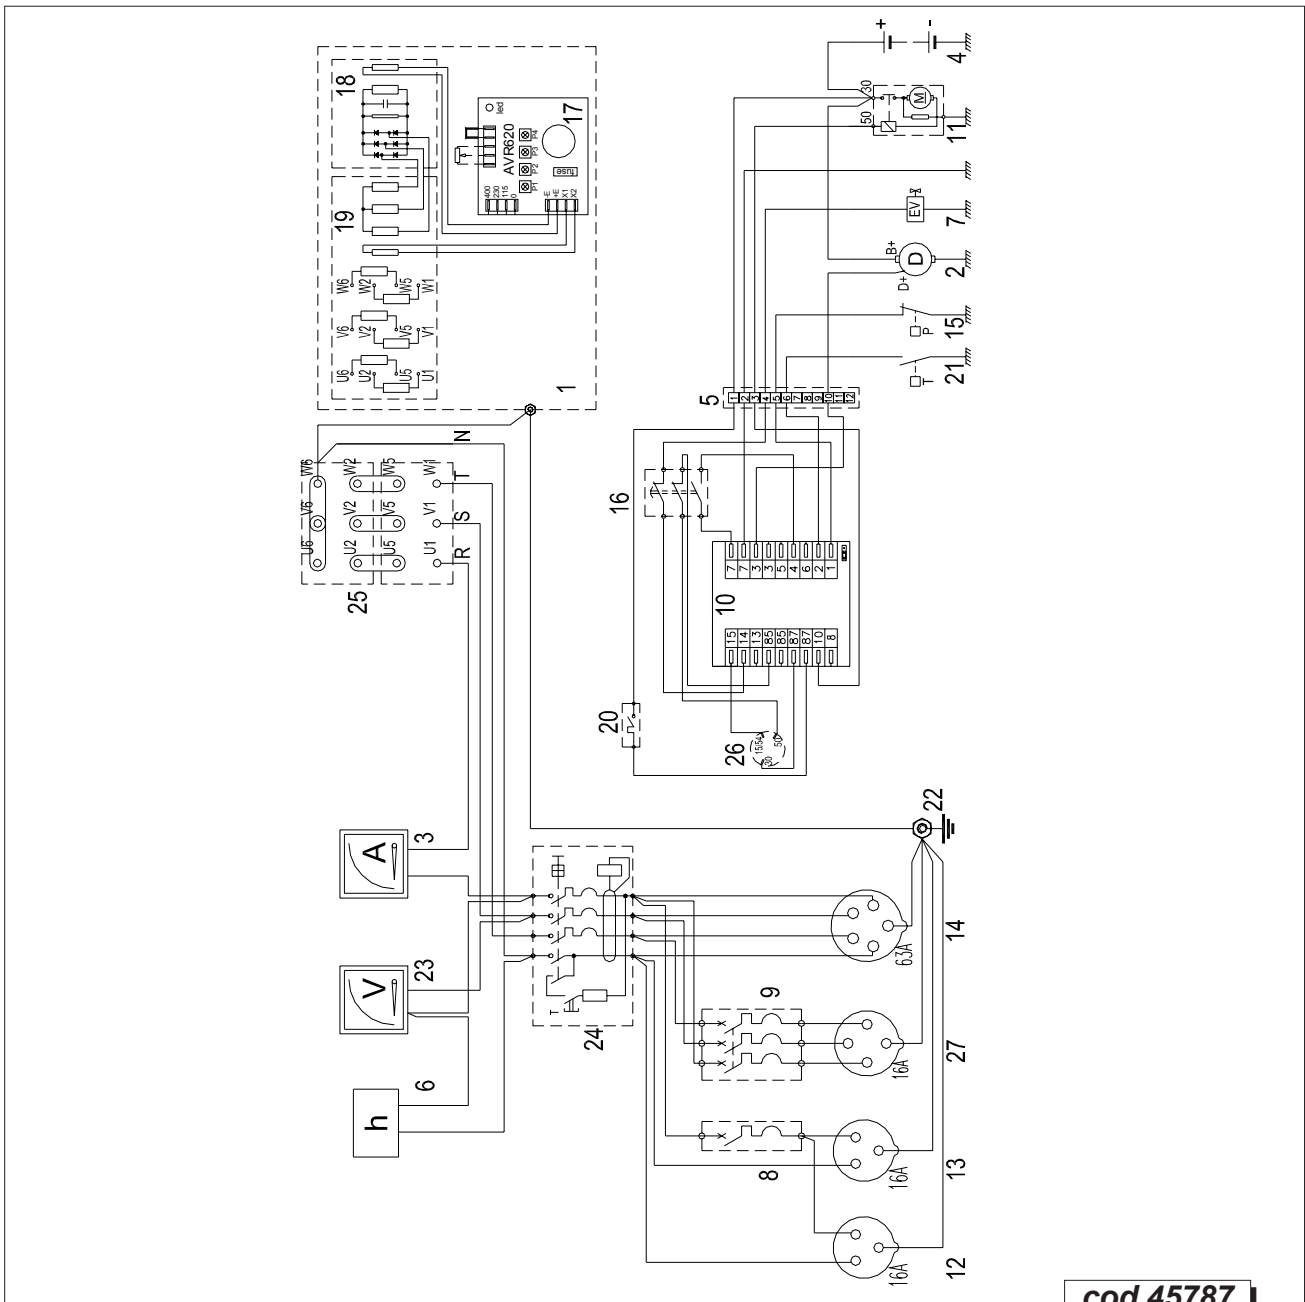 +
-
4
30
50
M
11
EV
7
B+
D
D+
2
P
15
T
21
18
19
17
led
AVR620
P1 P2 P3 P4
fuse
400
230
115
0
-E
+E
X1
X2
W6 W2 W5 W1
V6 V2 V5 V1
U6 U2 U5 U1
1
5
1 2 3 4 5 6 7 8 9 10 11 12
N
T
S
R
W6 W2 W5 W1
V6 V2 V5 V1
U6 U2 U5 U1
25
16
10
7 7 3 3 5 4 6 2 1
15 14 13 85 85 87 87 10 8
20
26
15/54
50
30
22
A
3
V
23
h
6
24
T
14
63A
9
27
16A
8
13
16A
12
16A
cod.45787